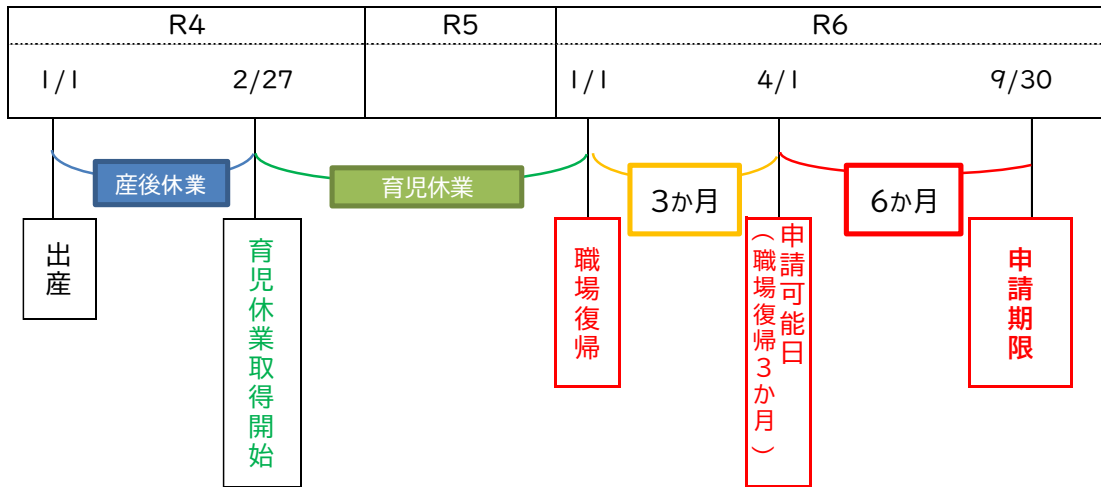 R4
R5
R6
1/1
2/27
1/1
4/1
9/30
産後休業
育児休業
3か月
6か月
出産
育児休業取得開始
職場復帰
申請可能日
（職場復帰３か月）
申請期限